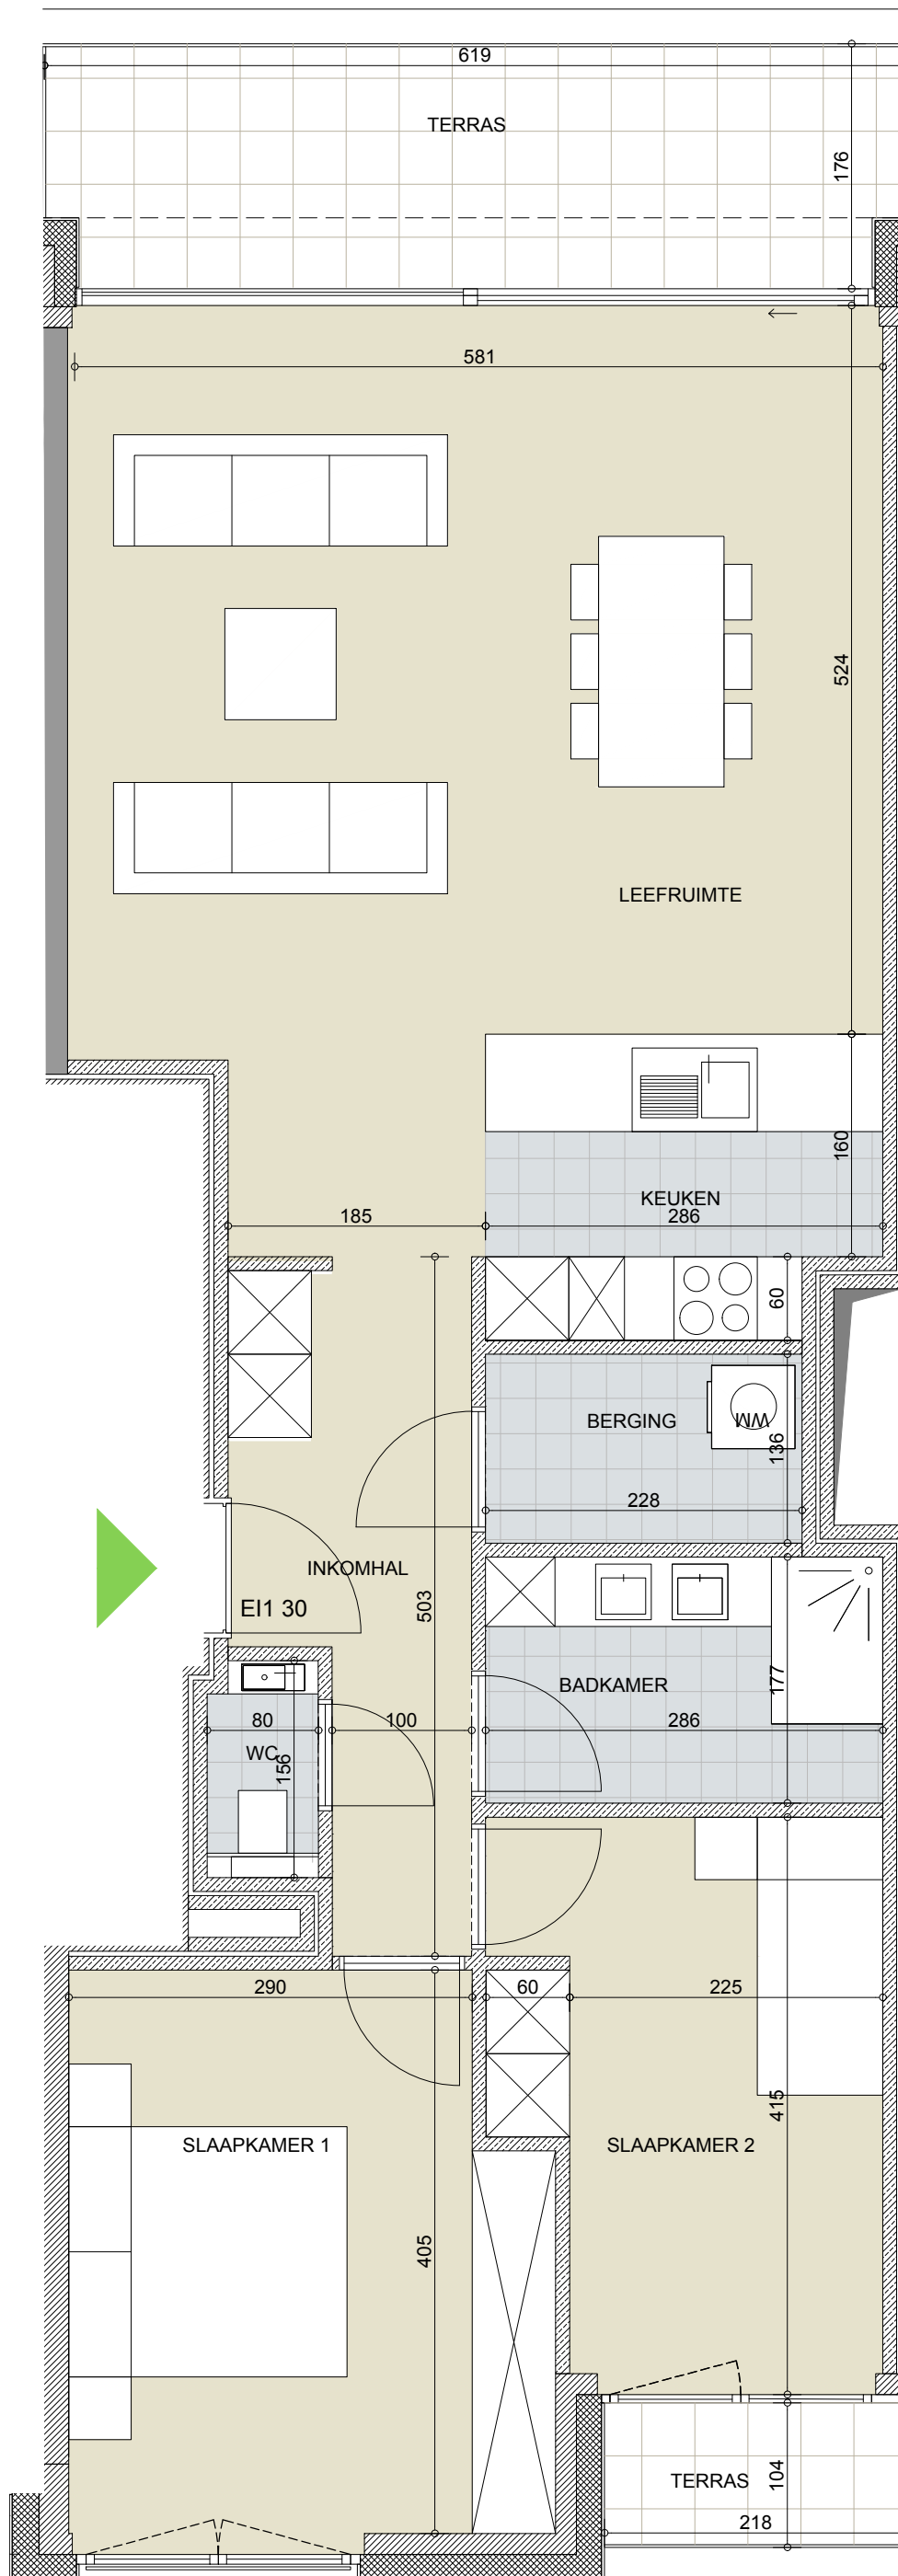 619
TERRAS
176
581
524
LEEFRUIMTE
160
KEUKEN
185
286
60
BERGING
WM
136
228
INKOMHAL
503
EI1 30
BADKAMER
177
80
100
286
WC
156
290
60
225
415
SLAAPKAMER 1
SLAAPKAMER 2
405
TERRAS
104
218